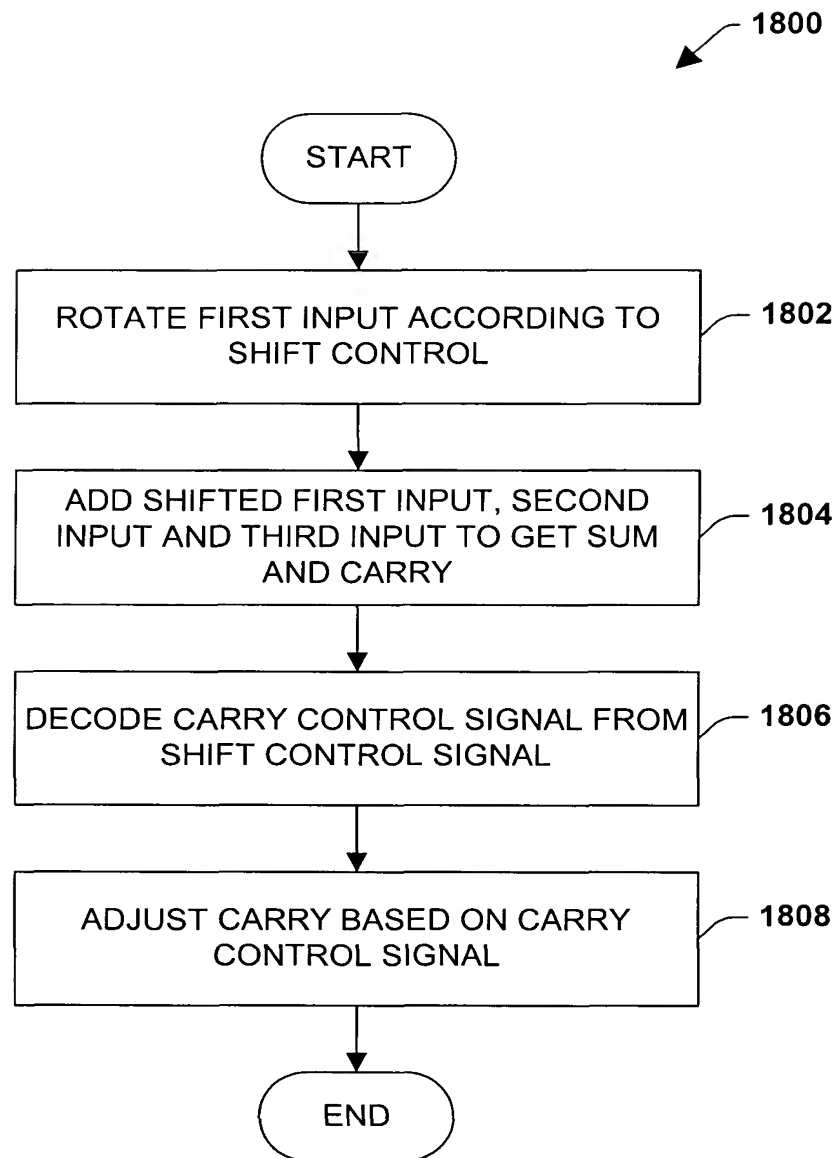 1800
START
ROTATE FIRST INPUT ACCORDING TO
SHIFT CONTROL
1802
ADD SHIFTED FIRST INPUT, SECOND
INPUT AND THIRD INPUT TO GET SUM
AND CARRY
1804
DECODE CARRY CONTROL SIGNAL FROM
SHIFT CONTROL SIGNAL
1806
ADJUST CARRY BASED ON CARRY
CONTROL SIGNAL
1808
END